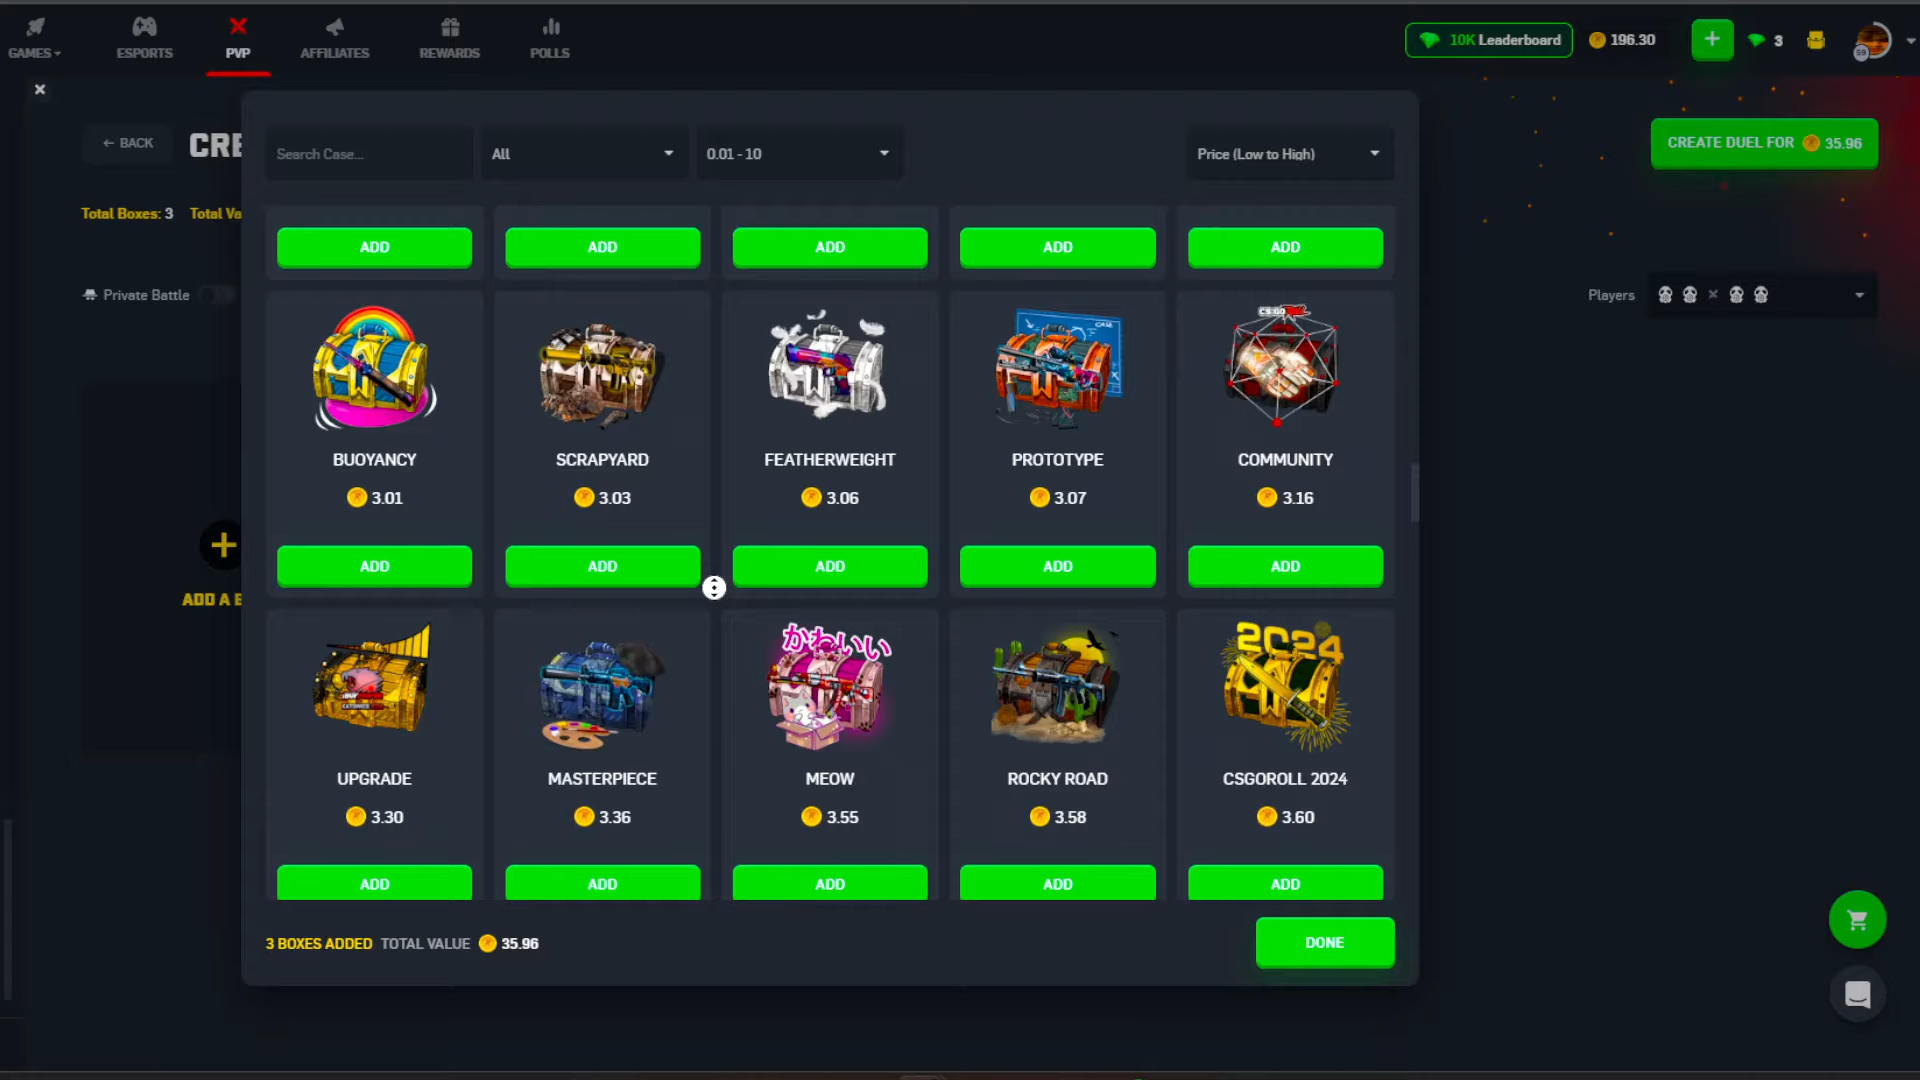 GAMES
ESPORTS
PVP
AFFILIATES
REWARDS
POLLS
10K Leaderboard
196.30
3
59
BACK
CRE
CREATE DUEL FOR 35.96
Search Case...
All
0.01 - 10
Price (Low to High)
Total Boxes: 3 Total Va
Private Battle
Players
ADD
ADD
ADD
ADD
ADD
CSGO
CASE
BUOYANCY
SCRAPYARD
FEATHERWEIGHT
PROTOTYPE
COMMUNITY
3.01
3.03
3.06
3.07
3.16
ADD
ADD
ADD
ADD
ADD
ADD A B
かわいい
2024
UPGRADE
MASTERPIECE
MEOW
ROCKY ROAD
CSGOROLL 2024
3.30
3.36
3.55
3.58
3.60
ADD
ADD
ADD
ADD
ADD
3 BOXES ADDED TOTAL VALUE 35.96
DONE